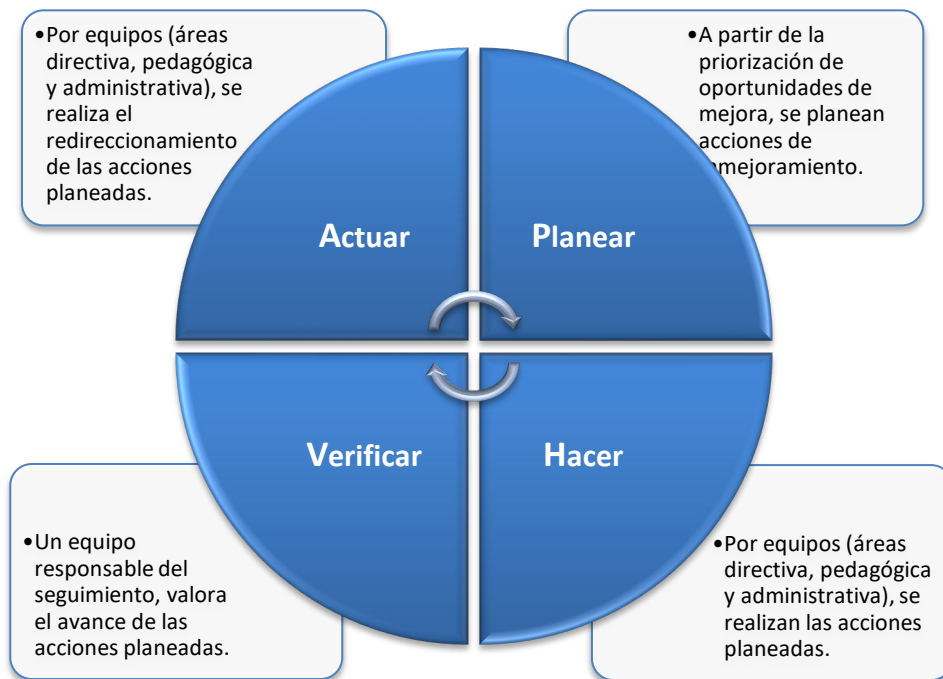 •Por equipos (áreas
directiva, pedagógica
y administrativa), se
realiza el
redireccionamiento
de las acciones
planeadas.
•A partir de la
priorización de
oportunidades de
mejora, se planean
acciones de
mejoramiento.
Actuar
Planear
Verificar
Hacer
•Un equipo
responsable del
seguimiento, valora
el avance de las
acciones planeadas.
•Por equipos (áreas
directiva, pedagógica
y administrativa), se
realizan las acciones
planeadas.